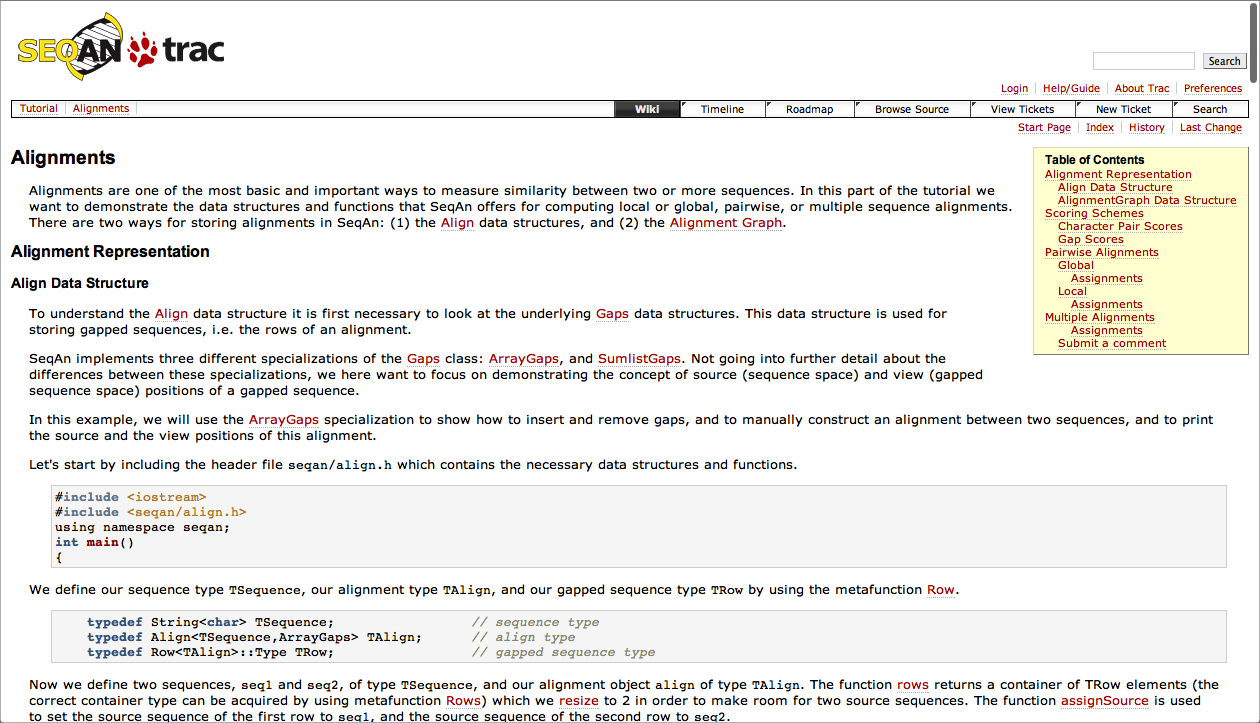 SEQAN trac
Search
Login Help/Guide About Trac Preferences
Tutorial Alignments Wiki Timeline Roadmap Browse Source View Tickets New Ticket Search
Start Page Index History Last Change
Alignments
Alignments are one of the most basic and important ways to measure similarity between two or more sequences. In this part of the tutorial we
want to demonstrate the data structures and functions that SeqAn offers for computing local or global, pairwise, or multiple sequence alignments.
There are two ways for storing alignments in SeqAn: (1) the Align data structures, and (2) the Alignment Graph.
Table of Contents
Alignment Representation
Align Data Structure
AlignmentGraph Data Structure
Scoring Schemes
Character Pair Scores
Gap Scores
Pairwise Alignments
Global
Assignments
Local
Assignments
Multiple Alignments
Assignments
Submit a comment
Alignment Representation
Align Data Structure
To understand the Align data structure it is first necessary to look at the underlying Gaps data structures. This data structure is used for
storing gapped sequences, i.e. the rows of an alignment.
SeqAn implements three different specializations of the Gaps class: ArrayGaps, and SumlistGaps. Not going into further detail about the
differences between these specializations, we here want to focus on demonstrating the concept of source (sequence space) and view (gapped
sequence space) positions of a gapped sequence.
In this example, we will use the ArrayGaps specialization to show how to insert and remove gaps, and to manually construct an alignment between two sequences, and to print
the source and the view positions of this alignment.
Let's start by including the header file seqan/align.h which contains the necessary data structures and functions.
#include <iostream>
#include <seqan/align.h>
using namespace seqan;
int main()
{
We define our sequence type TSequence, our alignment type TAlign, and our gapped sequence type TRow by using the metafunction Row.
typedef String<char> TSequence; // sequence type
typedef Align<TSequence,ArrayGaps> TAlign; // align type
typedef Row<TAlign>::Type TRow; // gapped sequence type
Now we define two sequences, seq1 and seq2, of type TSequence, and our alignment object align of type TAlign. The function rows returns a container of TRow elements (the
correct container type can be acquired by using metafunction Rows) which we resize to 2 in order to make room for two source sequences. The function assignSource is used
to set the source sequence of the first row to seq1, and the source sequence of the second row to seq2.